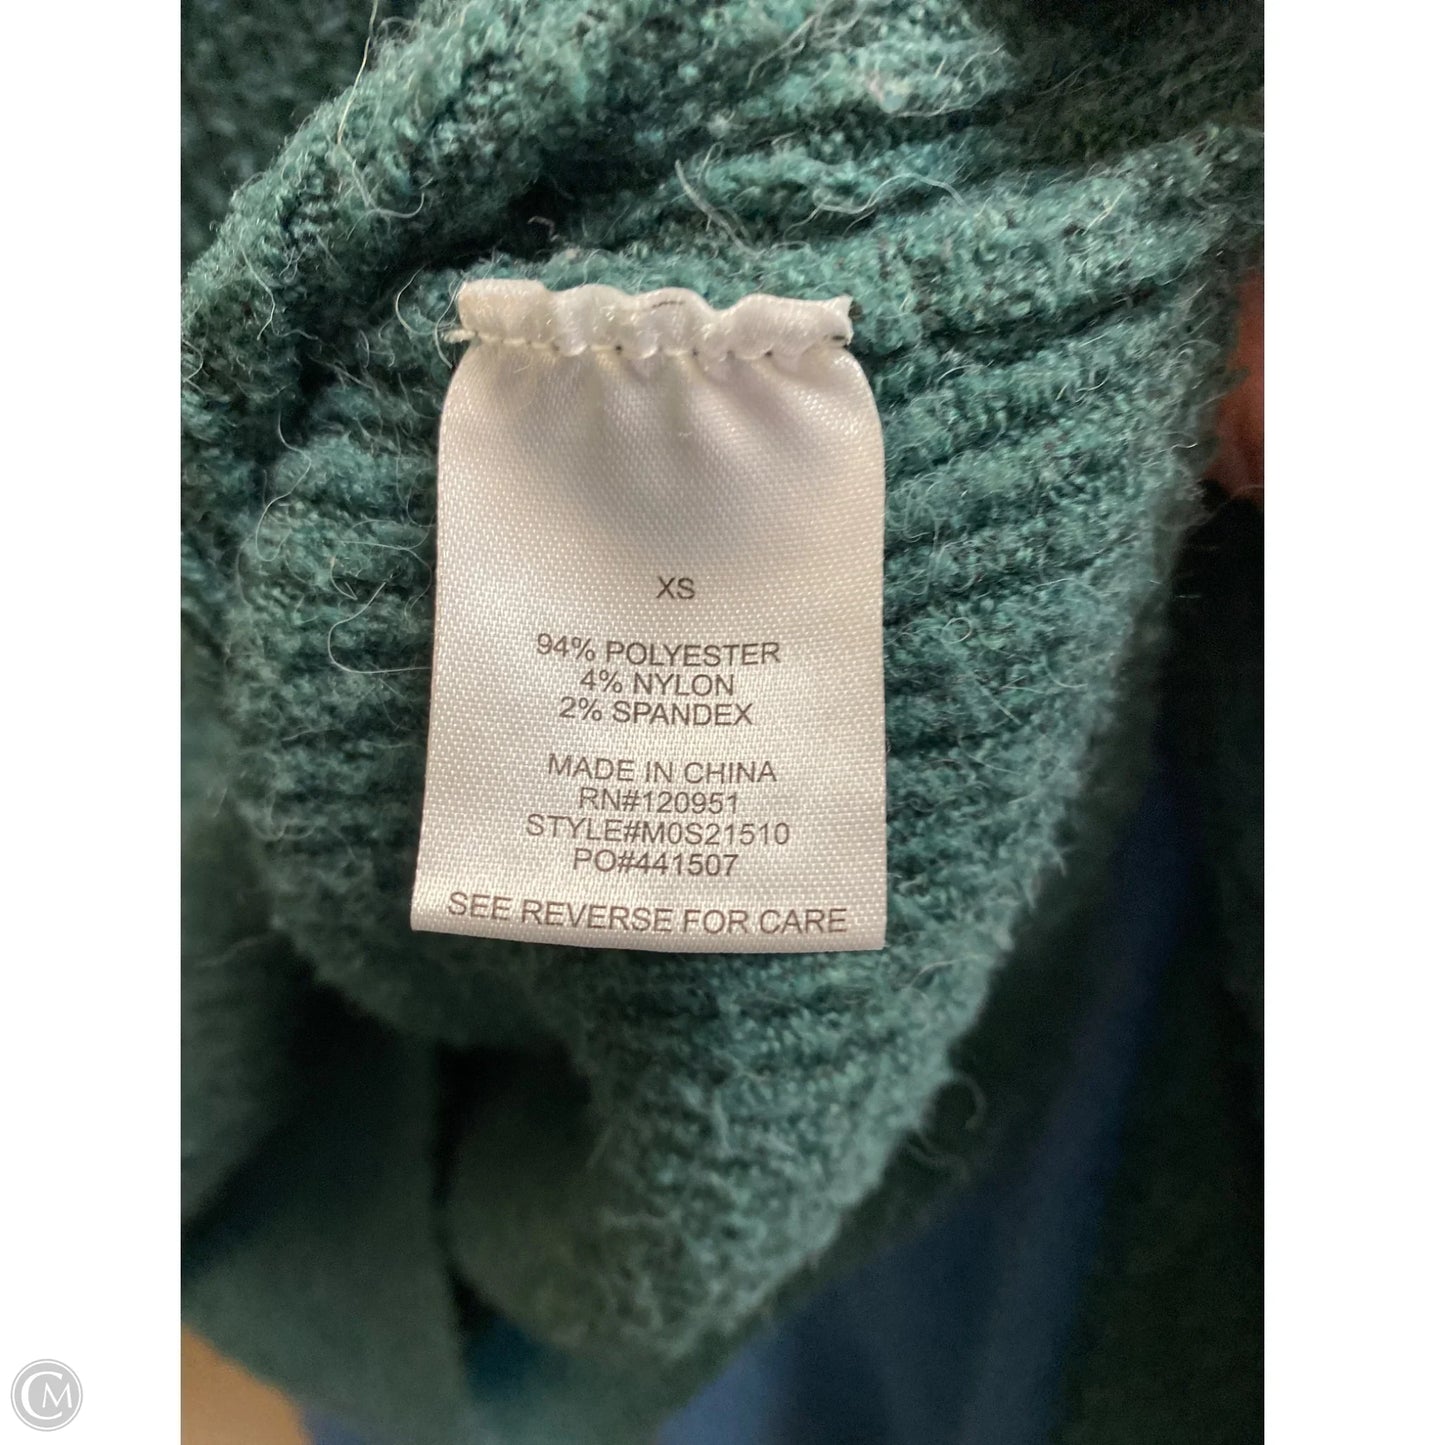 XS
94% POLYESTER
4% NYLON
2% SPANDEX
MADE IN CHINA
RN#120951
STYLE#M0S21510
PO#441507
SEE REVERSE FOR CARE
CM